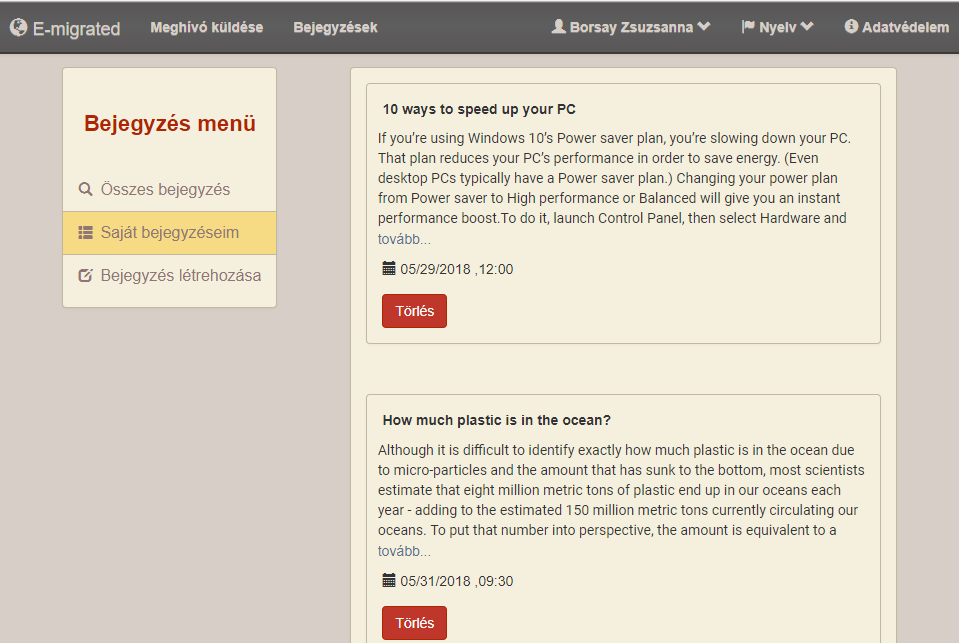 E-migrated Meghívó küldése Bejegyzések Borsay Zsuzsanna Nyelv Adatvédelem
Bejegyzés menü
Összes bejegyzés
Saját bejegyzéseim
Bejegyzés létrehozása
10 ways to speed up your PC
If you’re using Windows 10’s Power saver plan, you’re slowing down your PC.
That plan reduces your PC’s performance in order to save energy. (Even
desktop PCs typically have a Power saver plan.) Changing your power plan
from Power saver to High performance or Balanced will give you an instant
performance boost.To do it, launch Control Panel, then select Hardware and
tovább...
05/29/2018 ,12:00
Törlés
How much plastic is in the ocean?
Although it is difficult to identify exactly how much plastic is in the ocean due
to micro-particles and the amount that has sunk to the bottom, most scientists
estimate that eight million metric tons of plastic end up in our oceans each
year - adding to the estimated 150 million metric tons currently circulating our
oceans. To put that number into perspective, the amount is equivalent to a
tovább...
05/31/2018 ,09:30
Törlés